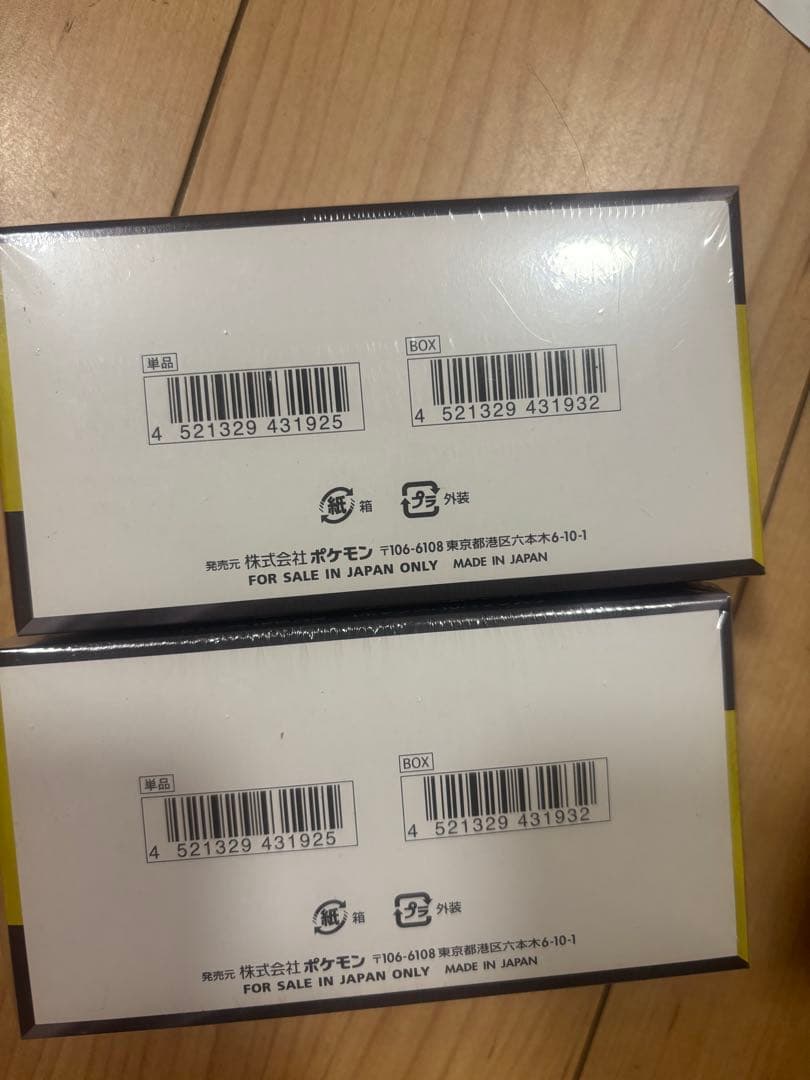 単品
BOX
4 521329 431925
4 521329 431932
紙 箱
プラ 外装
発売元 株式会社 ポケモン 〒106-6108 東京都港区六本木6-10-1
FOR SALE IN JAPAN ONLY MADE IN JAPAN
単品
BOX
4 521329 431925
4 521329 431932
紙 箱
プラ 外装
発売元 株式会社 ポケモン 〒106-6108 東京都港区六本木6-10-1
FOR SALE IN JAPAN ONLY MADE IN JAPAN